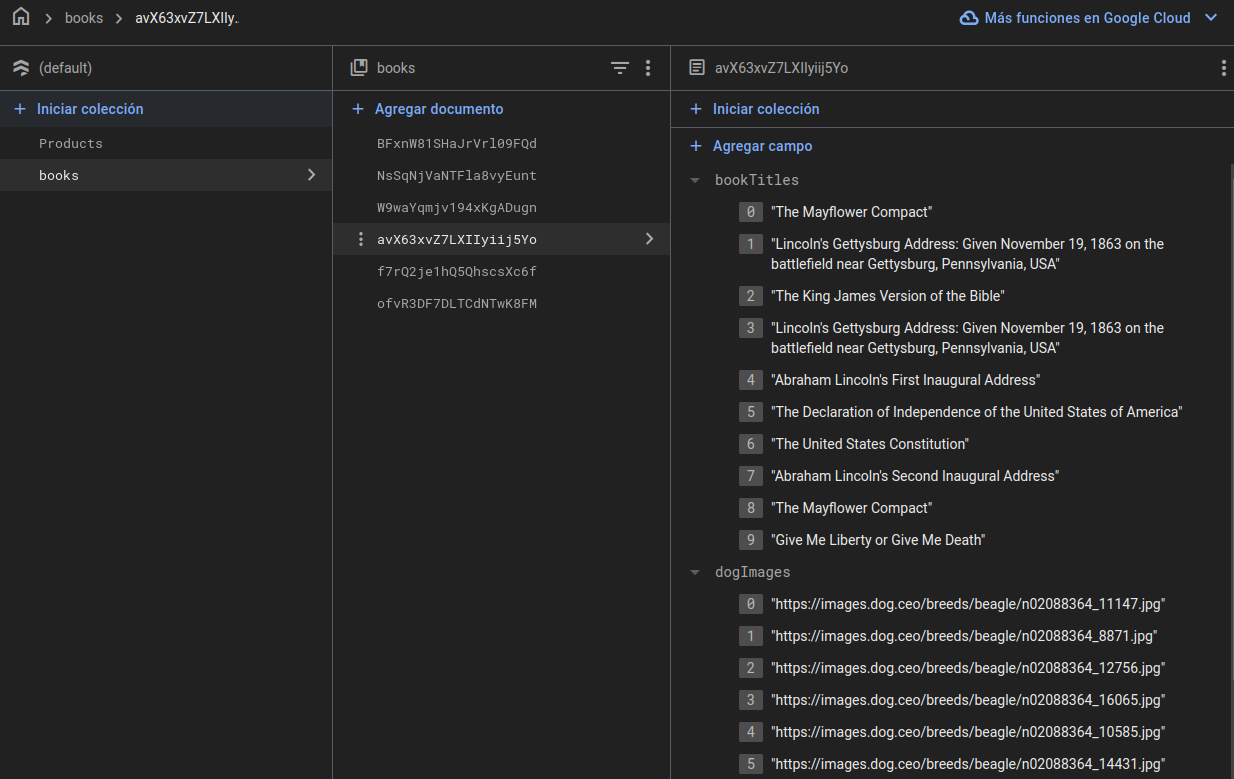 books
avX63xvZ7LXIIy..
Más funciones en Google Cloud
(default)
books
avX63xvZ7LXIIyiij5Yo
Iniciar colección
Agregar documento
Iniciar colección
Products
books
BFxnW81SHaJrVrl09FQd
NsSqNjVaNTFla8vyEunt
W9waYqmjv194xKgADugn
avX63xvZ7LXIIyiij5Yo
f7rQ2je1hQ5QhscsXc6f
ofvR3DF7DLTCdNTwK8FM
Agregar campo
bookTitles
0 "The Mayflower Compact"
1 "Lincoln's Gettysburg Address: Given November 19, 1863 on the
battlefield near Gettysburg, Pennsylvania, USA"
2 "The King James Version of the Bible"
3 "Lincoln's Gettysburg Address: Given November 19, 1863 on the
battlefield near Gettysburg, Pennsylvania, USA"
4 "Abraham Lincoln's First Inaugural Address"
5 "The Declaration of Independence of the United States of America"
6 "The United States Constitution"
7 "Abraham Lincoln's Second Inaugural Address"
8 "The Mayflower Compact"
9 "Give Me Liberty or Give Me Death"
dogImages
0 "https://images.dog.ceo/breeds/beagle/n02088364_11147.jpg"
1 "https://images.dog.ceo/breeds/beagle/n02088364_8871.jpg"
2 "https://images.dog.ceo/breeds/beagle/n02088364_12756.jpg"
3 "https://images.dog.ceo/breeds/beagle/n02088364_16065.jpg"
4 "https://images.dog.ceo/breeds/beagle/n02088364_10585.jpg"
5 "https://images.dog.ceo/breeds/beagle/n02088364_14431.jpg"